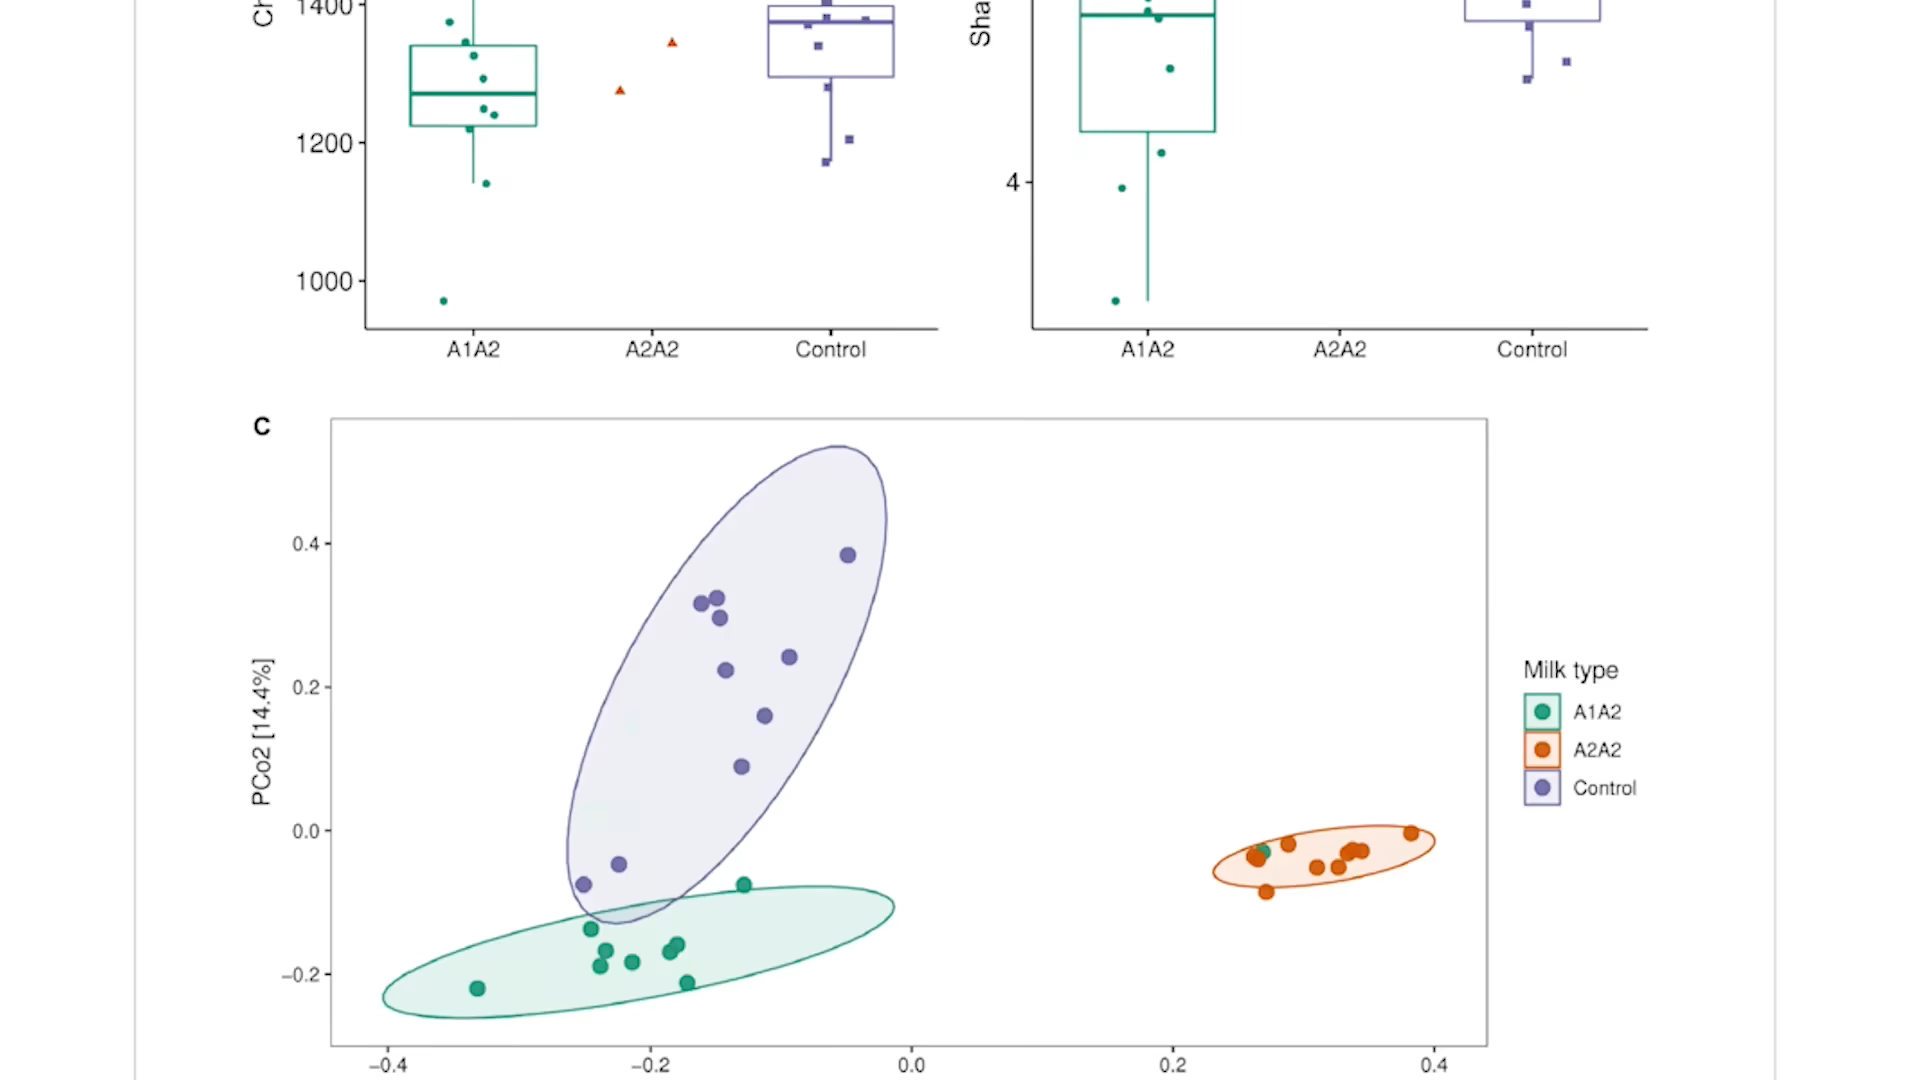 Ch
1400
1200
1000
A1A2
A2A2
Control
Sha
4
A1A2
A2A2
Control
C
PCo2 [14.4%]
0.4
0.2
0.0
−0.2
−0.4
−0.2
0.0
0.2
0.4
Milk type
A1A2
A2A2
Control